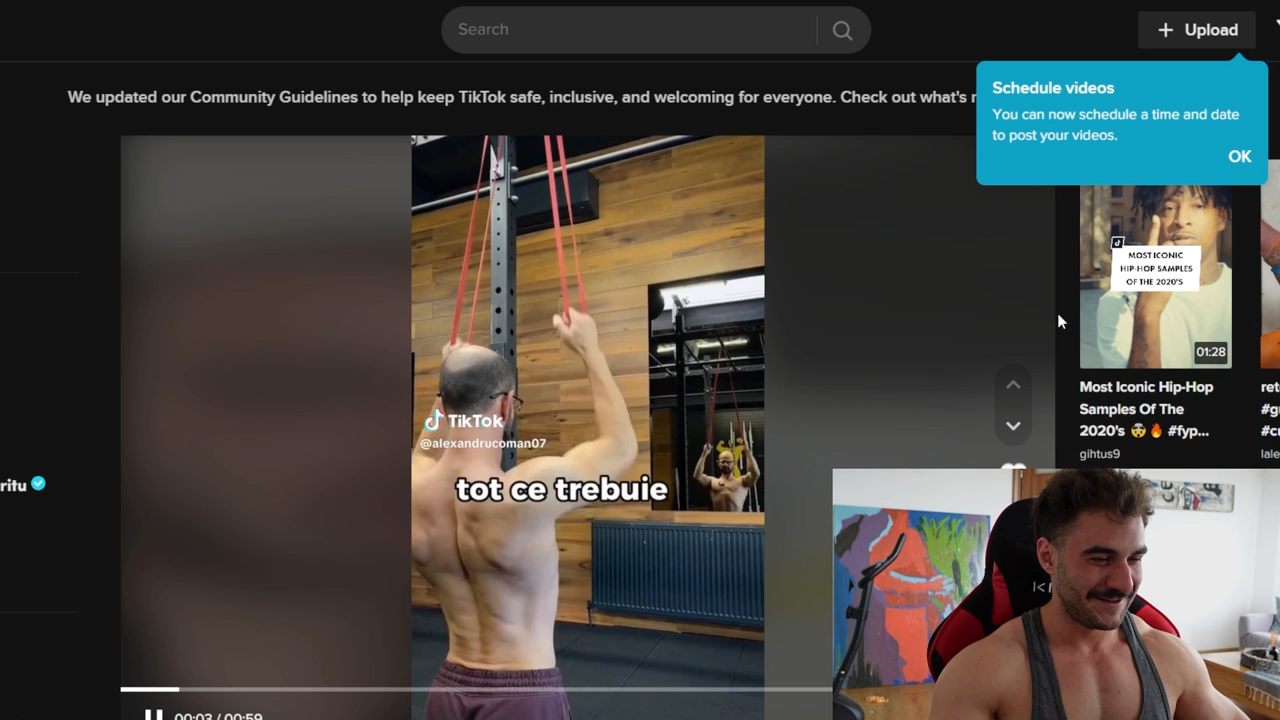 Search
Upload
We updated our Community Guidelines to help keep TikTok safe, inclusive, and welcoming for everyone. Check out what's
Schedule videos
You can now schedule a time and date
to post your videos.
OK
MOST ICONIC
HIP-HOP SAMPLES
OF THE 2020'S
01:28
Most Iconic Hip-Hop
Samples Of The
2020's 🤯🔥 #fyp...
gihtus9
TikTok
@alexandrucoman07
tot ce trebuie
ritu
00:03 / 00:59